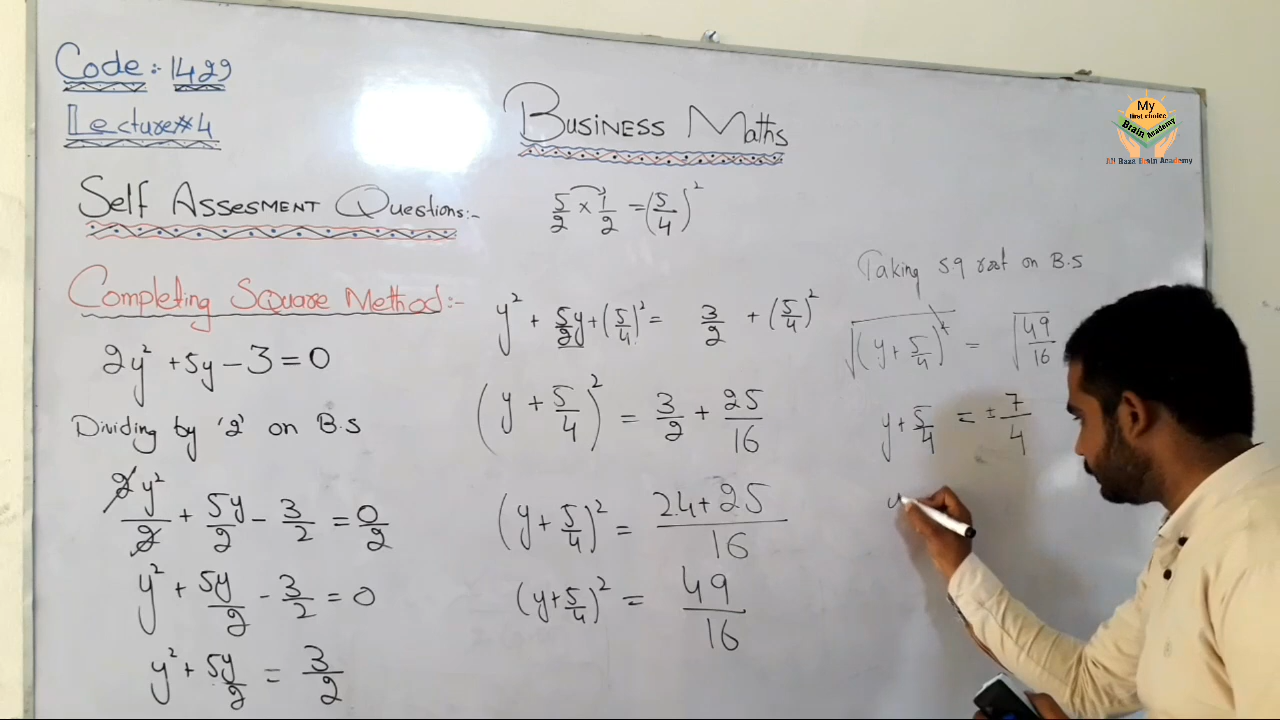 Code:- 1429
Lecture#4
Business Maths
My
first choice
Brain Academy
Ali Raza Brain Academy
Self Assesment Questions:-
5/2 × 1/2 = (5/4)²
Completing Square Method:-
2y² + 5y - 3 = 0
Dividing by '2' on B.S
2y²/2 + 5y/2 - 3/2 = 0/2
y² + 5y/2 - 3/2 = 0
y² + 5y/2 = 3/2
y² + 5/2y + (5/4)² = 3/2 + (5/4)²
(y + 5/4)² = 3/2 + 25/16
(y + 5/4)² = 24+25/16
(y+5/4)² = 49/16
Taking sq root on B.S
√(y + 5/4)² = √49/16
y + 5/4 = ± 7/4